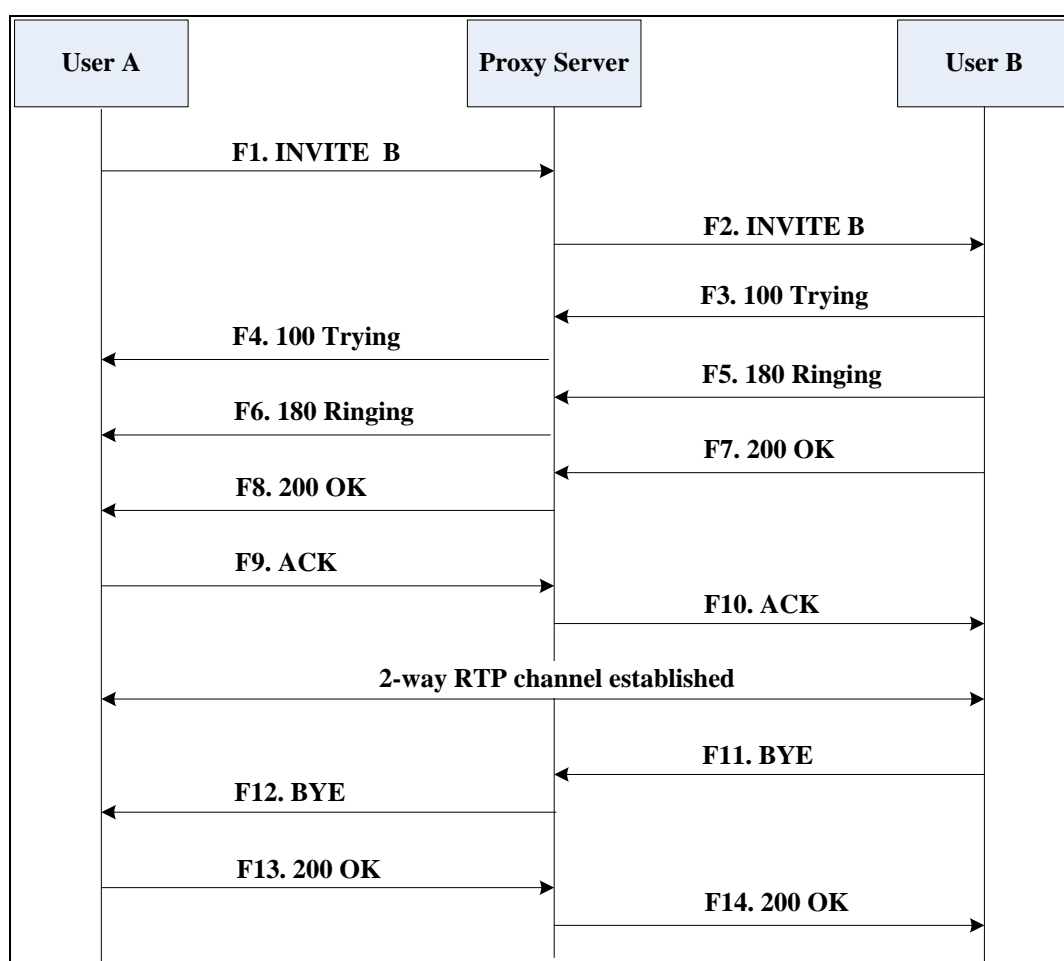 User A
Proxy Server
User B
F1. INVITE  B
F2. INVITE B
F3. 100 Trying
F4. 100 Trying
F5. 180 Ringing
F6. 180 Ringing
F7. 200 OK
F8. 200 OK
F9. ACK
F10. ACK
2-way RTP channel established
F11. BYE
F12. BYE
F13. 200 OK
F14. 200 OK